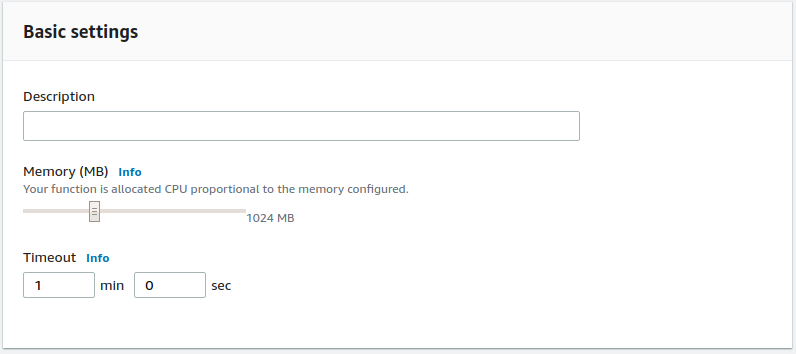 Basic settings
Description
Memory (MB) Info
Your function is allocated CPU proportional to the memory configured.
1024 MB
Timeout Info
1 min 0 sec